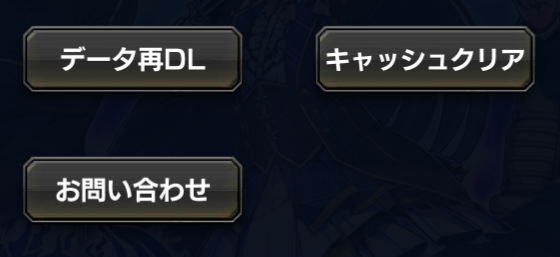 データ再DL
キャッシュクリア
お問い合わせ